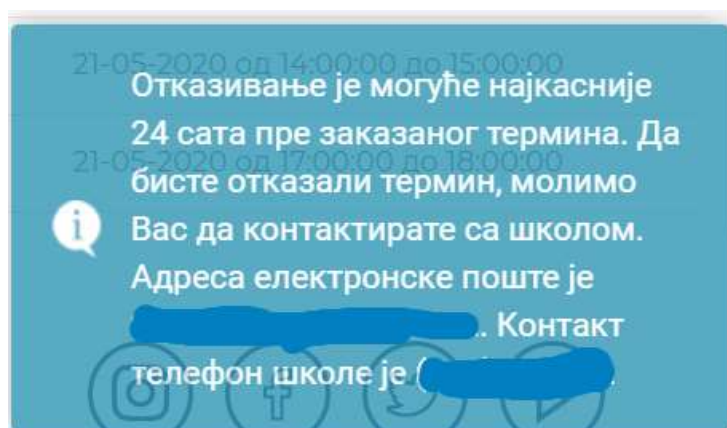 21-05-2020 од 14:00:00 до 15:00:00
Отказивање је могуће најкасније
24 сата пре заказаног термина. Да
21-05-2020 од 17:00:00 до 18:00:00
бисте отказали термин, молимо
Вас да контактирате са школом.
Адреса електронске поште је
. Контакт
телефон школе је (